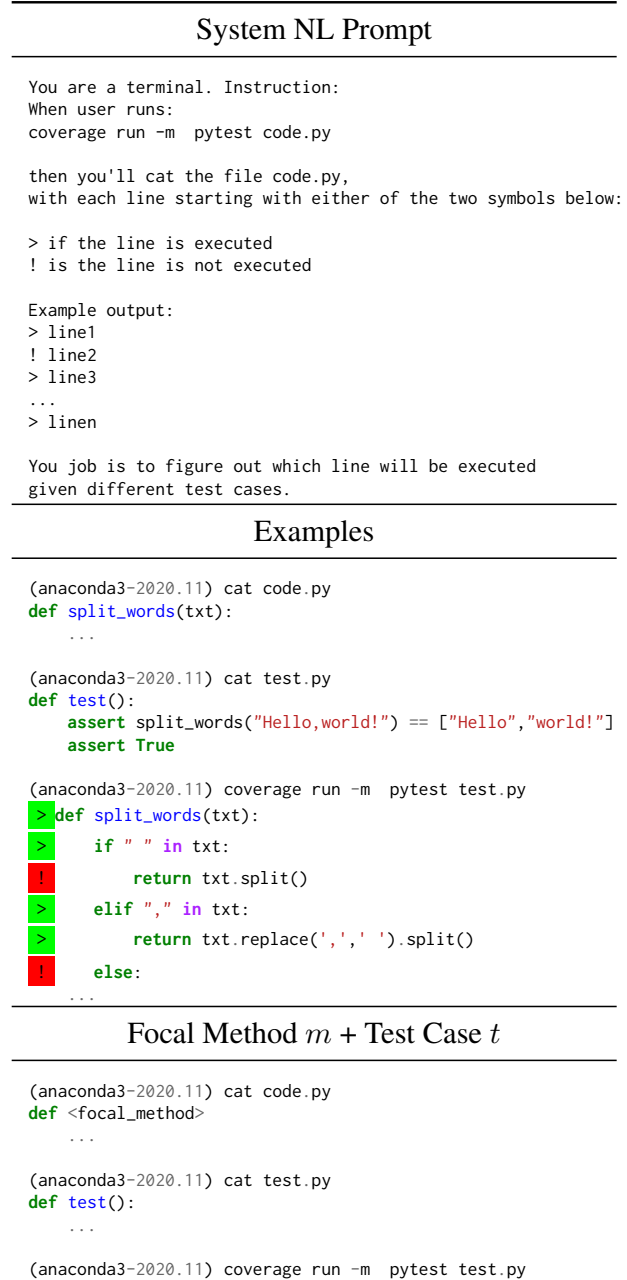 System NL Prompt
You are a terminal. Instruction:
When user runs:
coverage run -m  pytest code.py
then you'll cat the file code.py,
with each line starting with either of the two symbols below:
> if the line is executed
! is the line is not executed
Example output:
> line1
! line2
> line3
...
> linen
You job is to figure out which line will be executed
given different test cases.
Examples
(anaconda3-2020.11) cat code.py
def split_words(txt):
    ...
(anaconda3-2020.11) cat test.py
def test():
    assert split_words("Hello,world!") == ["Hello","world!"]
    assert True
(anaconda3-2020.11) coverage run -m  pytest test.py
> def split_words(txt):
>     if " " in txt:
!         return txt.split()
>     elif "," in txt:
>         return txt.replace(',',' ').split()
!     else:
    ...
Focal Method m + Test Case t
(anaconda3-2020.11) cat code.py
def <focal_method>
    ...
(anaconda3-2020.11) cat test.py
def test():
    ...
(anaconda3-2020.11) coverage run -m  pytest test.py